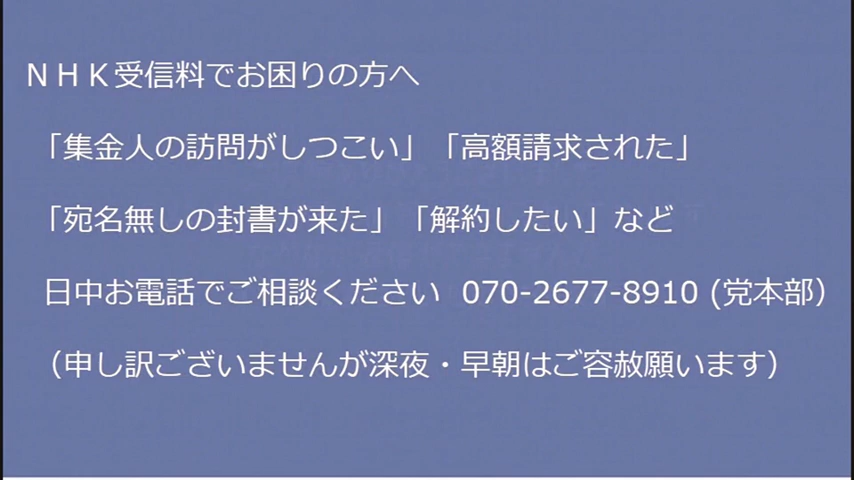 ＮＨＫ受信料でお困りの方へ
「集金人の訪問がしつこい」「高額請求された」
「宛名無しの封書が来た」「解約したい」など
日中お電話でご相談ください 070-2677-8910 (党本部）
（申し訳ございませんが深夜・早朝はご容赦願います）